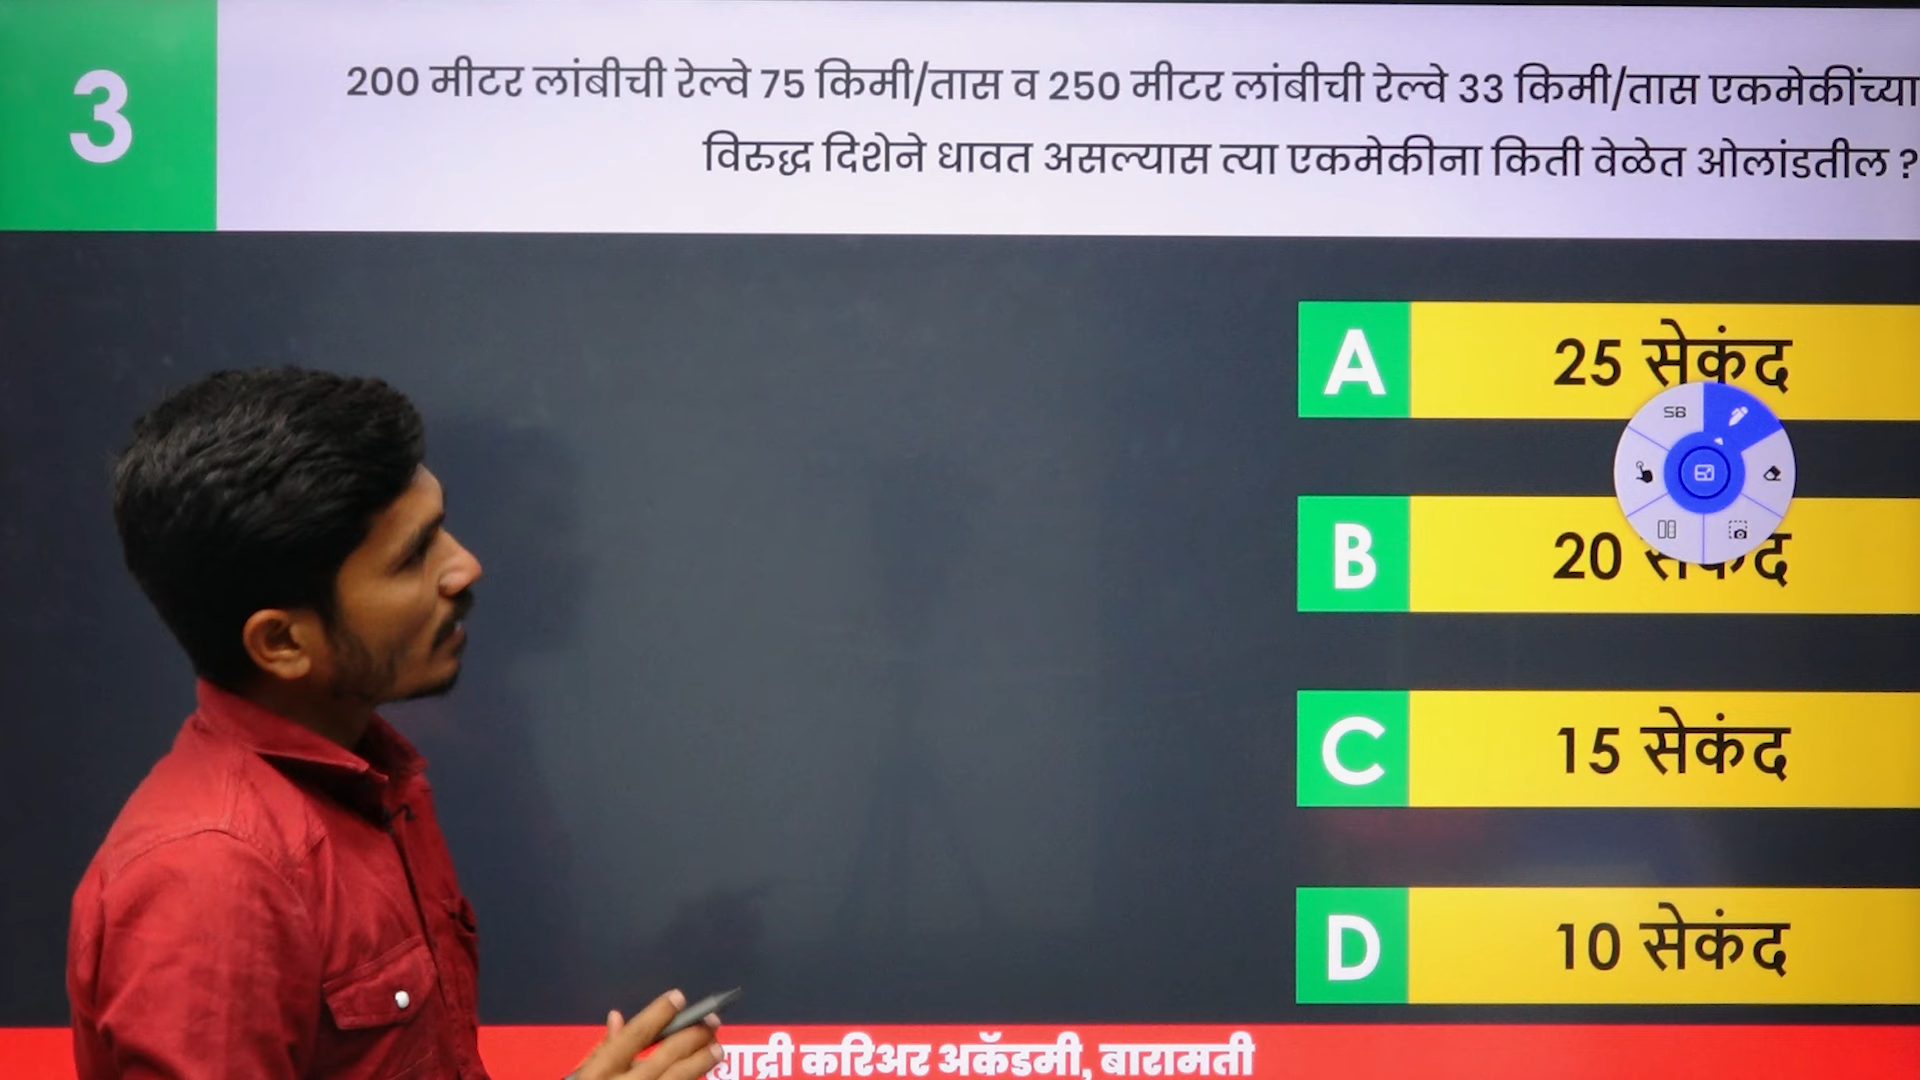 3
200 मीटर लांबीची रेल्वे 75 किमी/तास व 250 मीटर लांबीची रेल्वे 33 किमी/तास एकमेकींच्या
विरुद्ध दिशेने धावत असल्यास त्या एकमेकीना किती वेळेत ओलांडतील ?
A 25 सेकंद
SB
B 20
C 15 सेकंद
D 10 सेकंद
करिअर अकॅडमी, बारामती